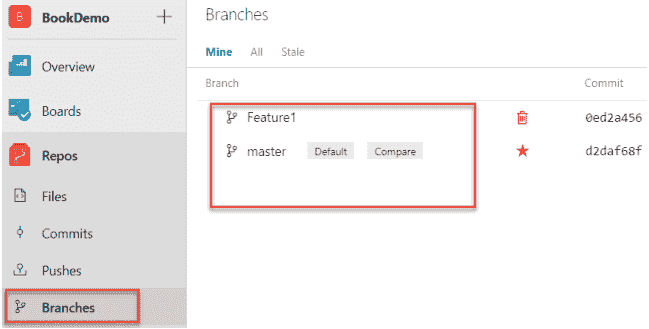 B BookDemo
Overview
Boards
Repos
Files
Commits
Pushes
Branches
Branches
Mine All Stale
Branch Commit
Feature1 0ed2a456
master Default Compare d2daf68f